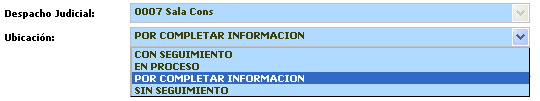 Despacho Judicial: 0007 Sala Cons
Ubicación: POR COMPLETAR INFORMACION
CON SEGUIMIENTO
EN PROCESO
POR COMPLETAR INFORMACION
SIN SEGUIMIENTO